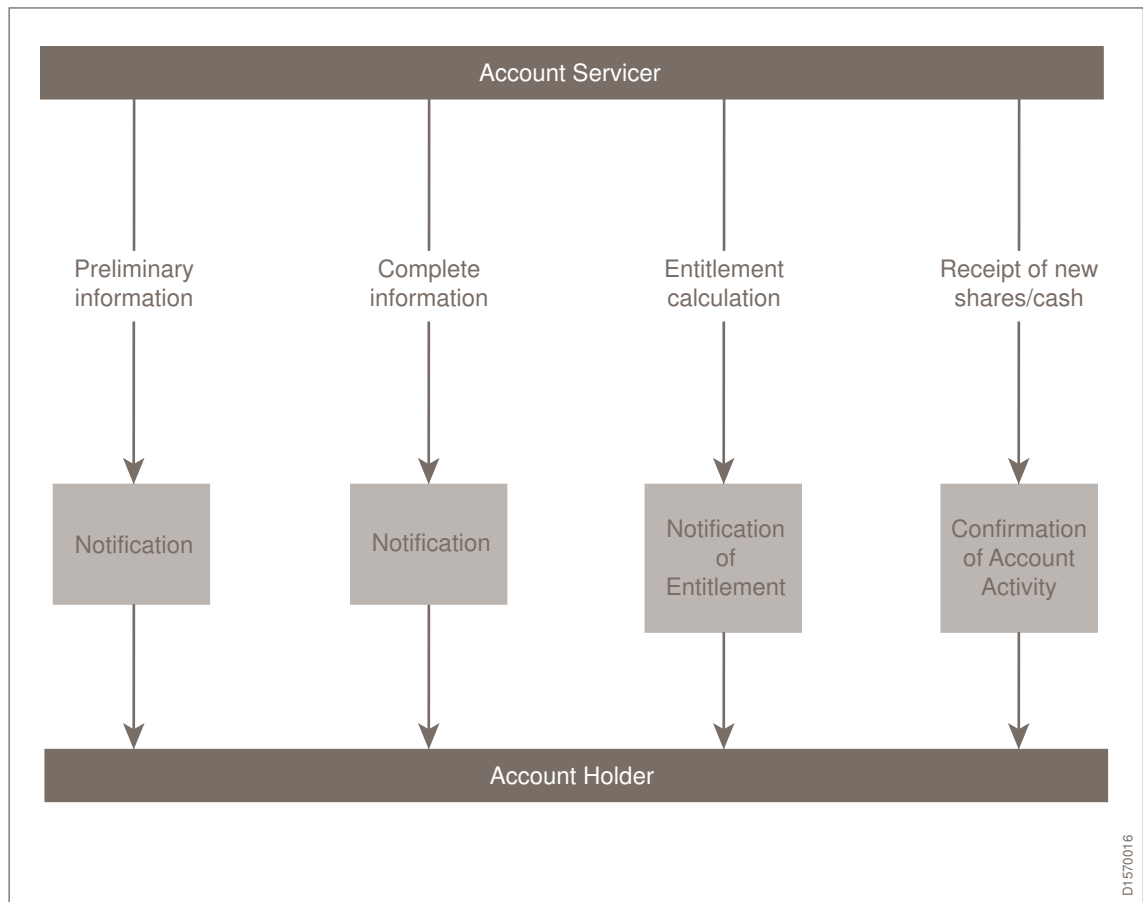 Account Servicer
Preliminary
information
Complete
information
Entitlement
calculation
Receipt of new
shares/cash
Notification
Notification
Notification
of
Entitlement
Confirmation
of Account
Activity
Account Holder
D1570016